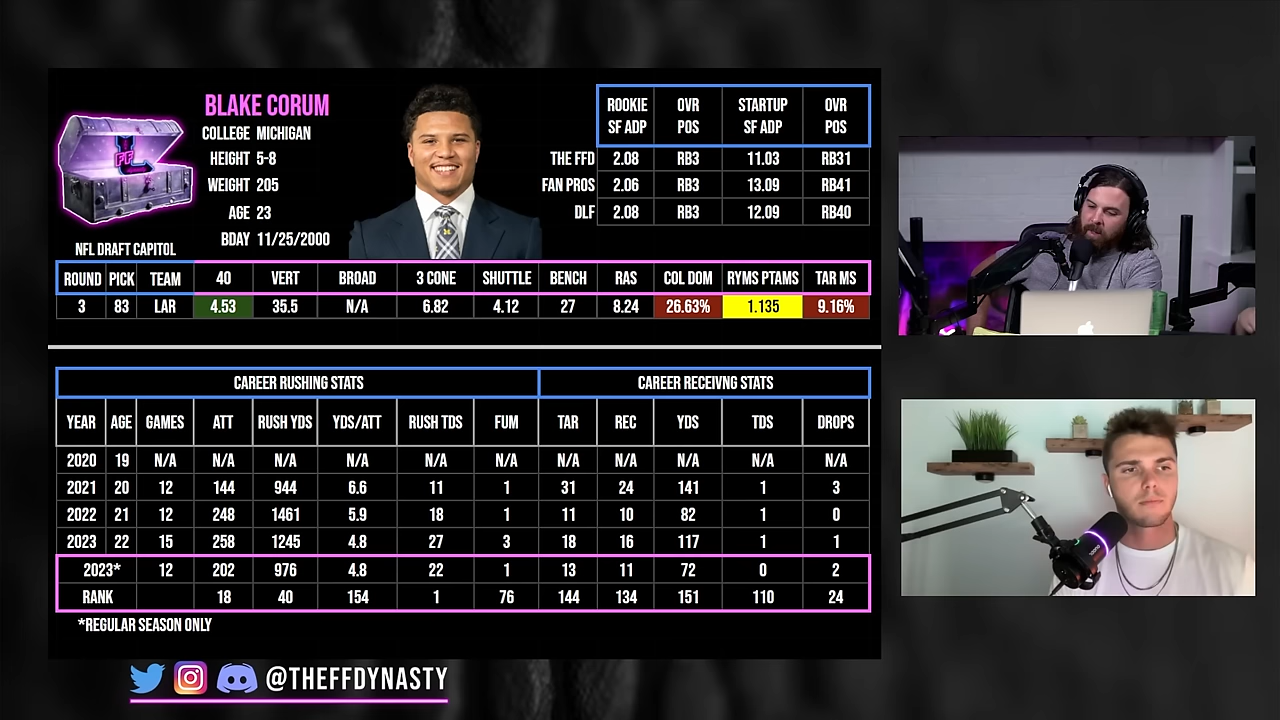 BLAKE CORUM
COLLEGE MICHIGAN
HEIGHT 5-8
WEIGHT 205
AGE 23
BDAY 11/25/2000
FF
NFL DRAFT CAPITOL
ROOKIE SF ADP OVR POS STARTUP SF ADP OVR POS
THE FFD 2.08 RB3 11.03 RB31
FAN PROS 2.06 RB3 13.09 RB41
DLF 2.08 RB3 12.09 RB40
ROUND PICK TEAM 40 VERT BROAD 3 CONE SHUTTLE BENCH RAS COL DOM RYMS PTAMS TAR MS
3 83 LAR 4.53 35.5 N/A 6.82 4.12 27 8.24 26.63% 1.135 9.16%
CAREER RUSHING STATS CAREER RECEIVNG STATS
YEAR AGE GAMES ATT RUSH YDS YDS/ATT RUSH TDS FUM TAR REC YDS TDS DROPS
2020 19 N/A N/A N/A N/A N/A N/A N/A N/A N/A N/A N/A
2021 20 12 144 944 6.6 11 1 31 24 141 1 3
2022 21 12 248 1461 5.9 18 1 11 10 82 1 0
2023 22 15 258 1245 4.8 27 3 18 16 117 1 1
2023* 12 202 976 4.8 22 1 13 11 72 0 2
RANK 18 40 154 1 76 144 134 151 110 24
*REGULAR SEASON ONLY
@THEFFDYNASTY